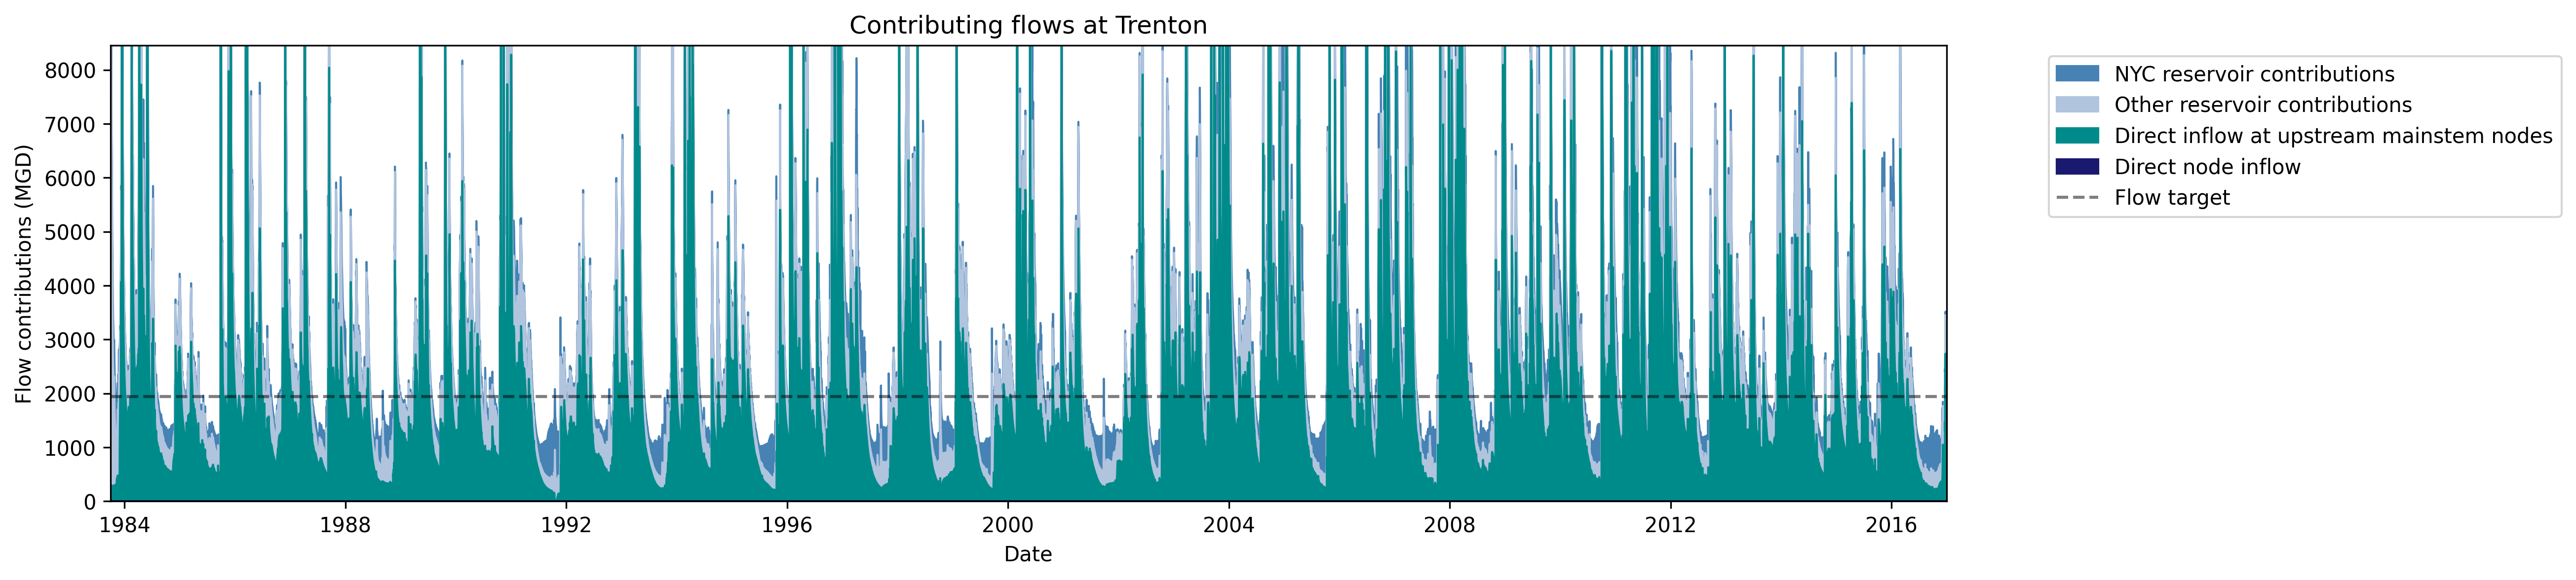 Contributing flows at Trenton
Flow contributions (MGD)
8000
7000
6000
5000
4000
3000
2000
1000
0
1984
1988
1992
1996
2000
2004
2008
2012
2016
Date
NYC reservoir contributions
Other reservoir contributions
Direct inflow at upstream mainstem nodes
Direct node inflow
Flow target